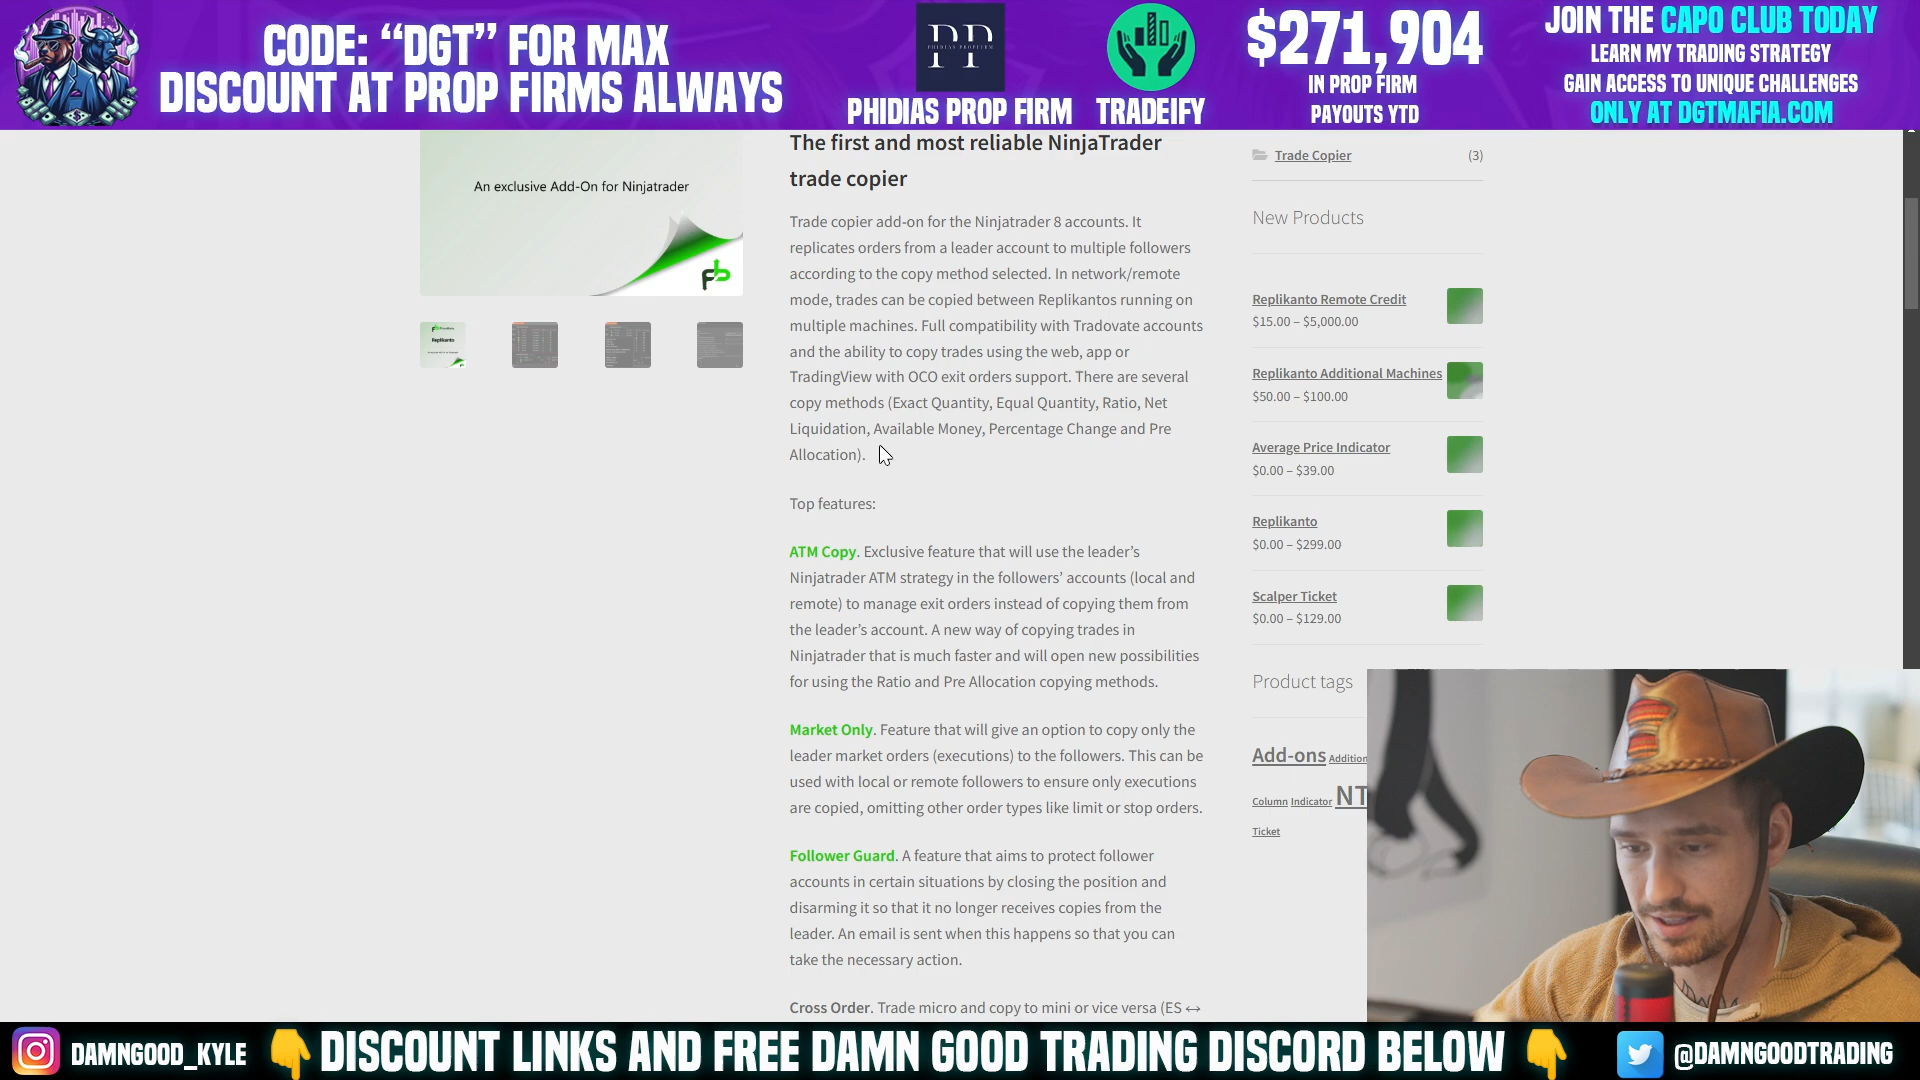 CODE: “DGT” FOR MAX
DISCOUNT AT PROP FIRMS ALWAYS
PP
PHIDIAS PROPFIRM
PHIDIAS PROP FIRM
TRADEIFY
$271,904
IN PROP FIRM
PAYOUTS YTD
JOIN THE CAPO CLUB TODAY
LEARN MY TRADING STRATEGY
GAIN ACCESS TO UNIQUE CHALLENGES
ONLY AT DGTMAFIA.COM
An exclusive Add-On for Ninjatrader
The first and most reliable NinjaTrader
trade copier
Trade copier add-on for the Ninjatrader 8 accounts. It
replicates orders from a leader account to multiple followers
according to the copy method selected. In network/remote
mode, trades can be copied between Replikantos running on
multiple machines. Full compatibility with Tradovate accounts
and the ability to copy trades using the web, app or
TradingView with OCO exit orders support. There are several
copy methods (Exact Quantity, Equal Quantity, Ratio, Net
Liquidation, Available Money, Percentage Change and Pre
Allocation).
Top features:
ATM Copy. Exclusive feature that will use the leader’s
Ninjatrader ATM strategy in the followers’ accounts (local and
remote) to manage exit orders instead of copying them from
the leader’s account. A new way of copying trades in
Ninjatrader that is much faster and will open new possibilities
for using the Ratio and Pre Allocation copying methods.
Market Only. Feature that will give an option to copy only the
leader market orders (executions) to the followers. This can be
used with local or remote followers to ensure only executions
are copied, omitting other order types like limit or stop orders.
Follower Guard. A feature that aims to protect follower
accounts in certain situations by closing the position and
disarming it so that it no longer receives copies from the
leader. An email is sent when this happens so that you can
take the necessary action.
Cross Order. Trade micro and copy to mini or vice versa (ES ↔
Trade Copier (3)
New Products
Replikanto Remote Credit
$15.00 – $5,000.00
Replikanto Additional Machines
$50.00 – $100.00
Average Price Indicator
$0.00 – $39.00
Replikanto
$0.00 – $299.00
Scalper Ticket
$0.00 – $129.00
Product tags
Add-ons Addition
Column Indicator NT
Ticket
DAMNGOOD_KYLE
DISCOUNT LINKS AND FREE DAMN GOOD TRADING DISCORD BELOW
@DAMNGOODTRADING